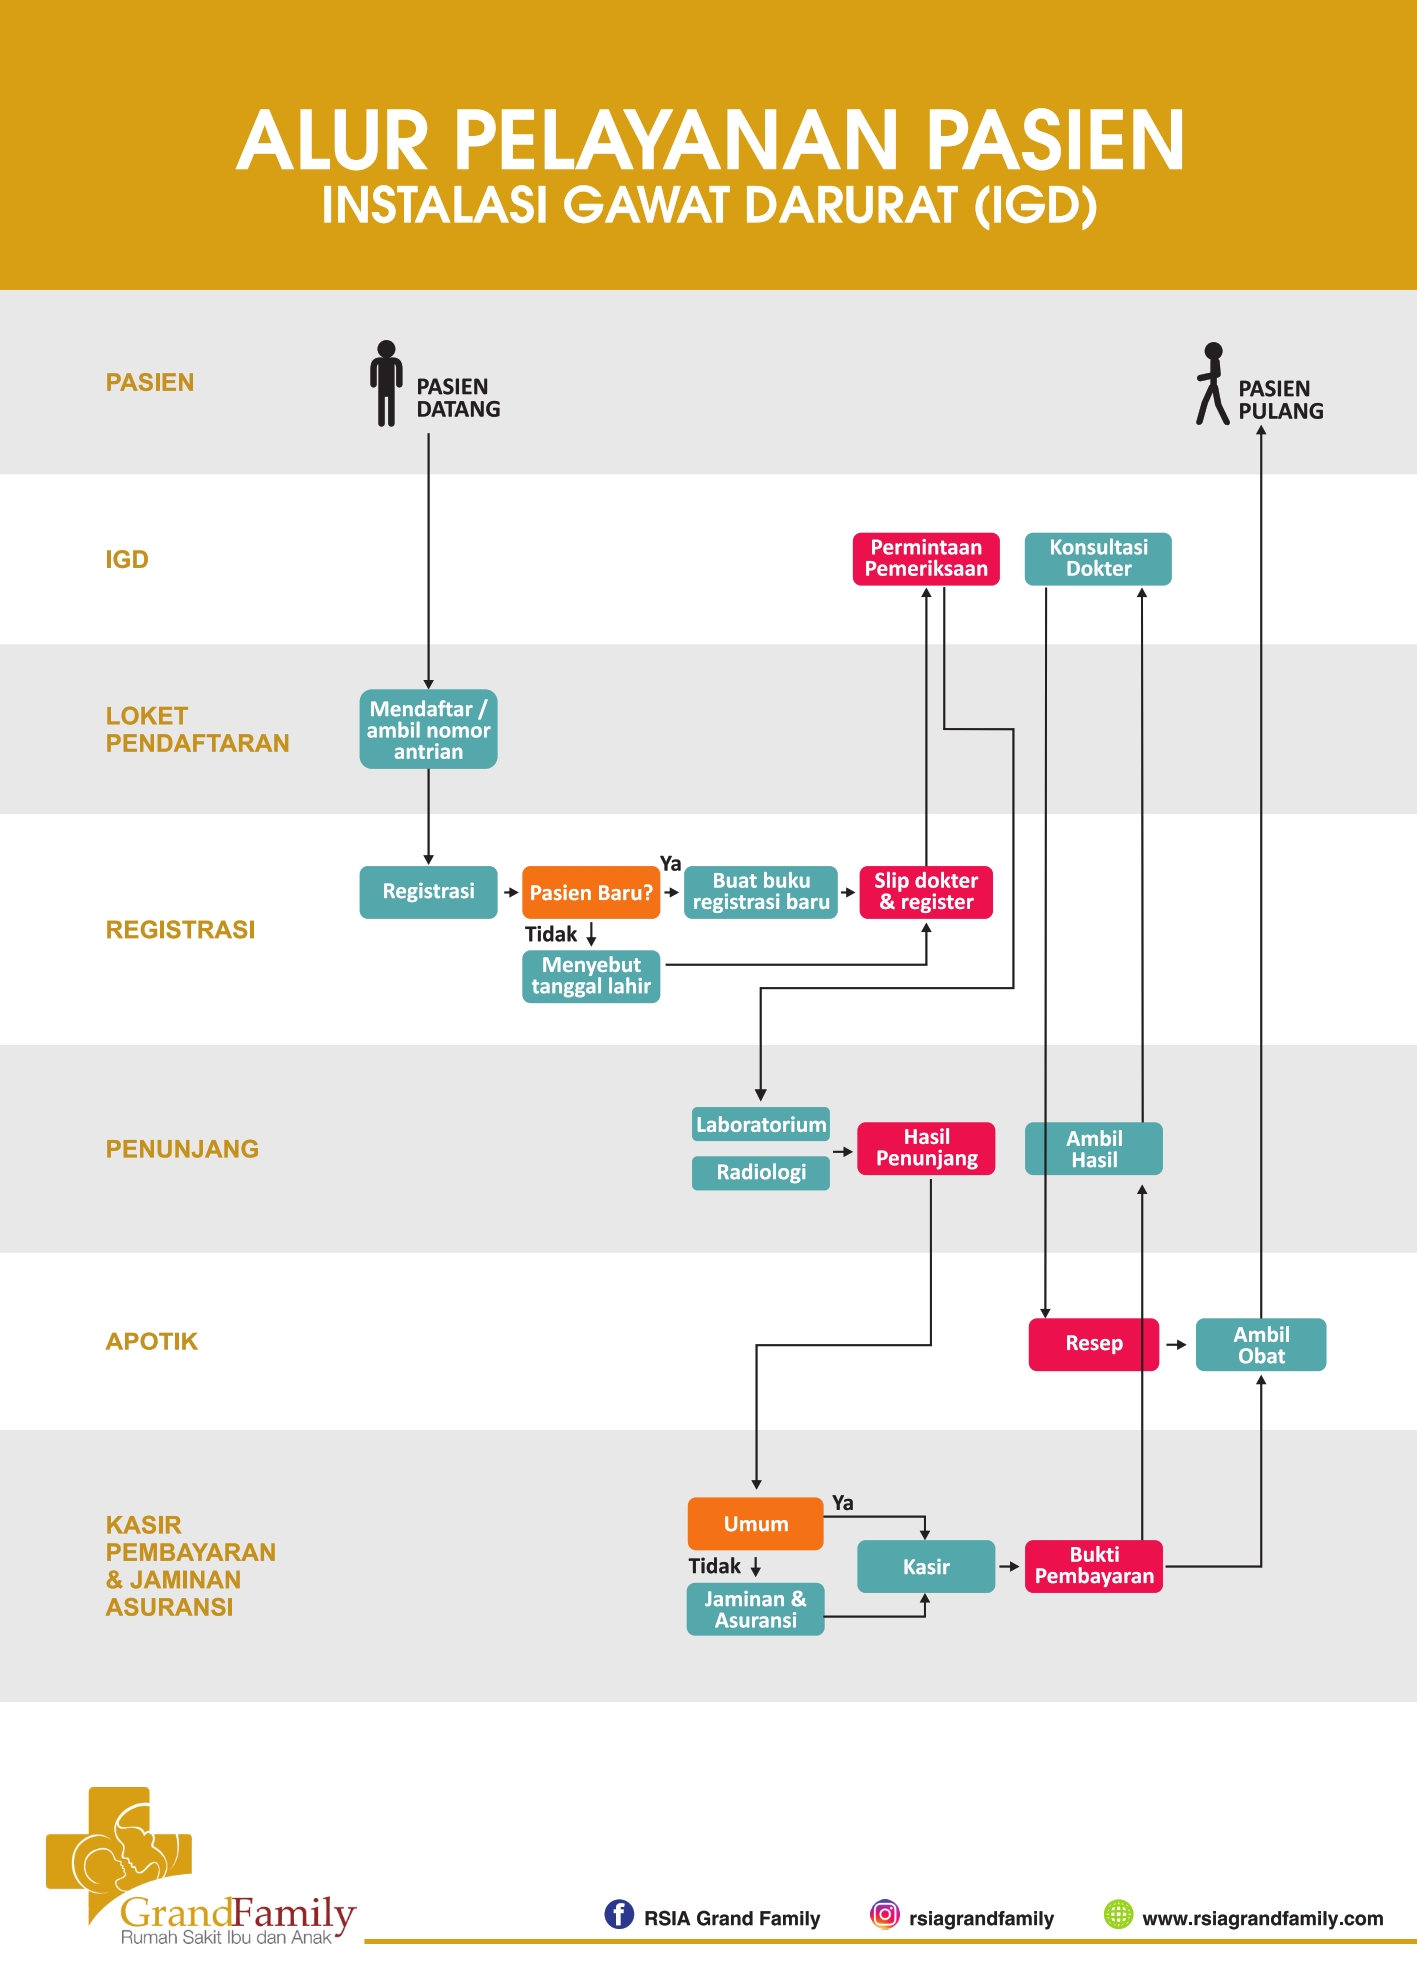 ALUR PELAYANAN PASIEN
INSTALASI GAWAT DARURAT (IGD)
PASIEN
PASIEN
DATANG
PASIEN
PULANG
IGD
Permintaan
Pemeriksaan
Konsultasi
Dokter
LOKET
PENDAFTARAN
Mendaftar /
ambil nomor
antrian
REGISTRASI
Registrasi
Pasien Baru?
Ya
Buat buku
registrasi baru
Slip dokter
& register
Tidak
Menyebut
tanggal lahir
PENUNJANG
Laboratorium
Radiologi
Hasil
Penunjang
Ambil
Hasil
APOTIK
Resep
Ambil
Obat
KASIR
PEMBAYARAN
& JAMINAN
ASURANSI
Umum
Ya
Tidak
Jaminan &
Asuransi
Kasir
Bukti
Pembayaran
GrandFamily
Rumah Sakit Ibu dan Anak
RSIA Grand Family
rsiagrandfamily
www.rsiagrandfamily.com